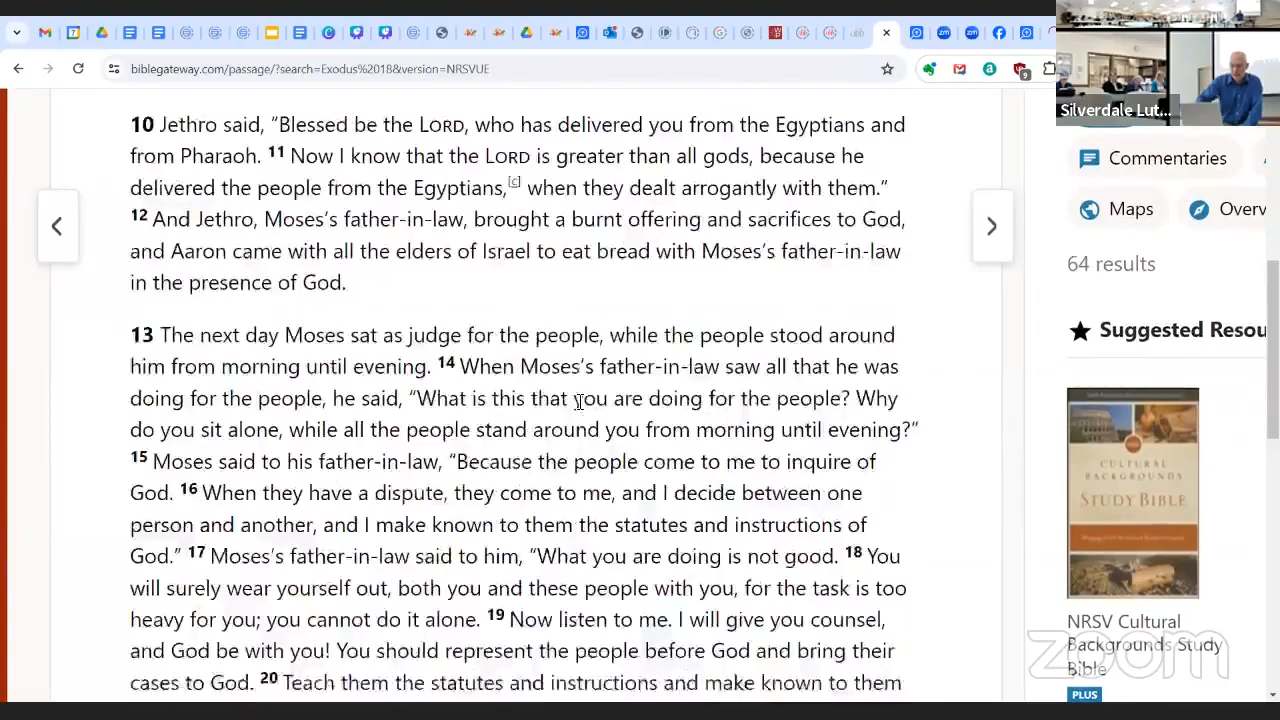 biblegateway.com/passage/?search=Exodus%2018&version=NRSVUE
9
Silverdale Lut...
10 Jethro said, “Blessed be the LORD, who has delivered you from the Egyptians and
from Pharaoh. 11 Now I know that the LORD is greater than all gods, because he
delivered the people from the Egyptians,[c] when they dealt arrogantly with them.”
12 And Jethro, Moses’s father-in-law, brought a burnt offering and sacrifices to God,
and Aaron came with all the elders of Israel to eat bread with Moses’s father-in-law
in the presence of God.
13 The next day Moses sat as judge for the people, while the people stood around
him from morning until evening. 14 When Moses’s father-in-law saw all that he was
doing for the people, he said, “What is this that you are doing for the people? Why
do you sit alone, while all the people stand around you from morning until evening?”
15 Moses said to his father-in-law, “Because the people come to me to inquire of
God. 16 When they have a dispute, they come to me, and I decide between one
person and another, and I make known to them the statutes and instructions of
God.” 17 Moses’s father-in-law said to him, “What you are doing is not good. 18 You
will surely wear yourself out, both you and these people with you, for the task is too
heavy for you; you cannot do it alone. 19 Now listen to me. I will give you counsel,
and God be with you! You should represent the people before God and bring their
cases to God. 20 Teach them the statutes and instructions and make known to them
Commentaries
Maps
Overv
64 results
Suggested Resou
CULTURAL
BACKGROUNDS
STUDY BIBLE
NRSV Cultural
Backgrounds Study
Bible
PLUS
zoom